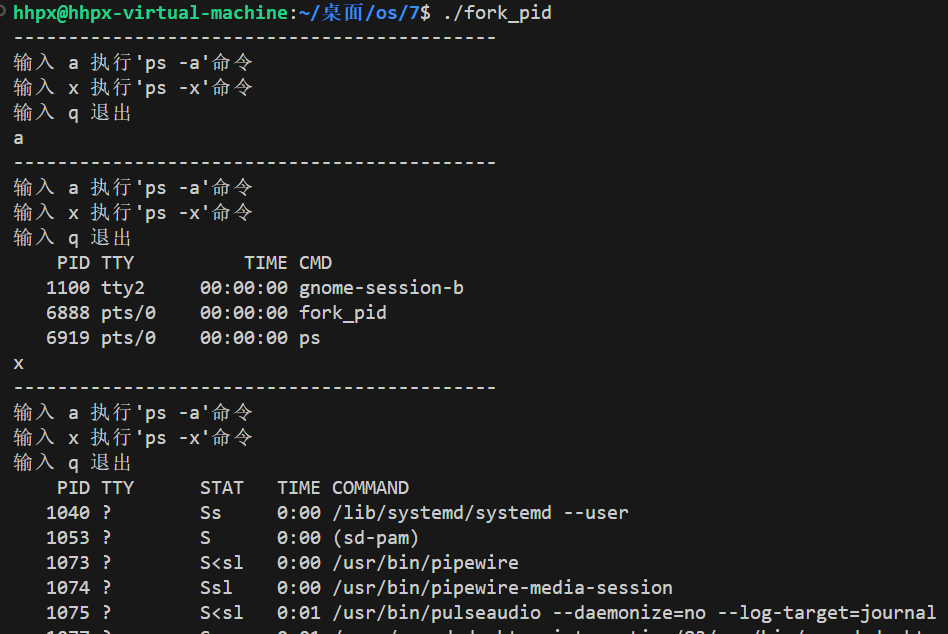 hhpx@hhpx-virtual-machine:~/桌面/os/7$ ./fork_pid
--------------------------------------------
输入 a 执行'ps -a'命令
输入 x 执行'ps -x'命令
输入 q 退出
a
--------------------------------------------
输入 a 执行'ps -a'命令
输入 x 执行'ps -x'命令
输入 q 退出
    PID TTY          TIME CMD
   1100 tty2     00:00:00 gnome-session-b
   6888 pts/0    00:00:00 fork_pid
   6919 pts/0    00:00:00 ps
x
--------------------------------------------
输入 a 执行'ps -a'命令
输入 x 执行'ps -x'命令
输入 q 退出
    PID TTY      STAT   TIME COMMAND
   1040 ?        Ss     0:00 /lib/systemd/systemd --user
   1053 ?        S      0:00 (sd-pam)
   1073 ?        S<sl   0:00 /usr/bin/pipewire
   1074 ?        Ssl    0:00 /usr/bin/pipewire-media-session
   1075 ?        S<sl   0:01 /usr/bin/pulseaudio --daemonize=no --log-target=journal